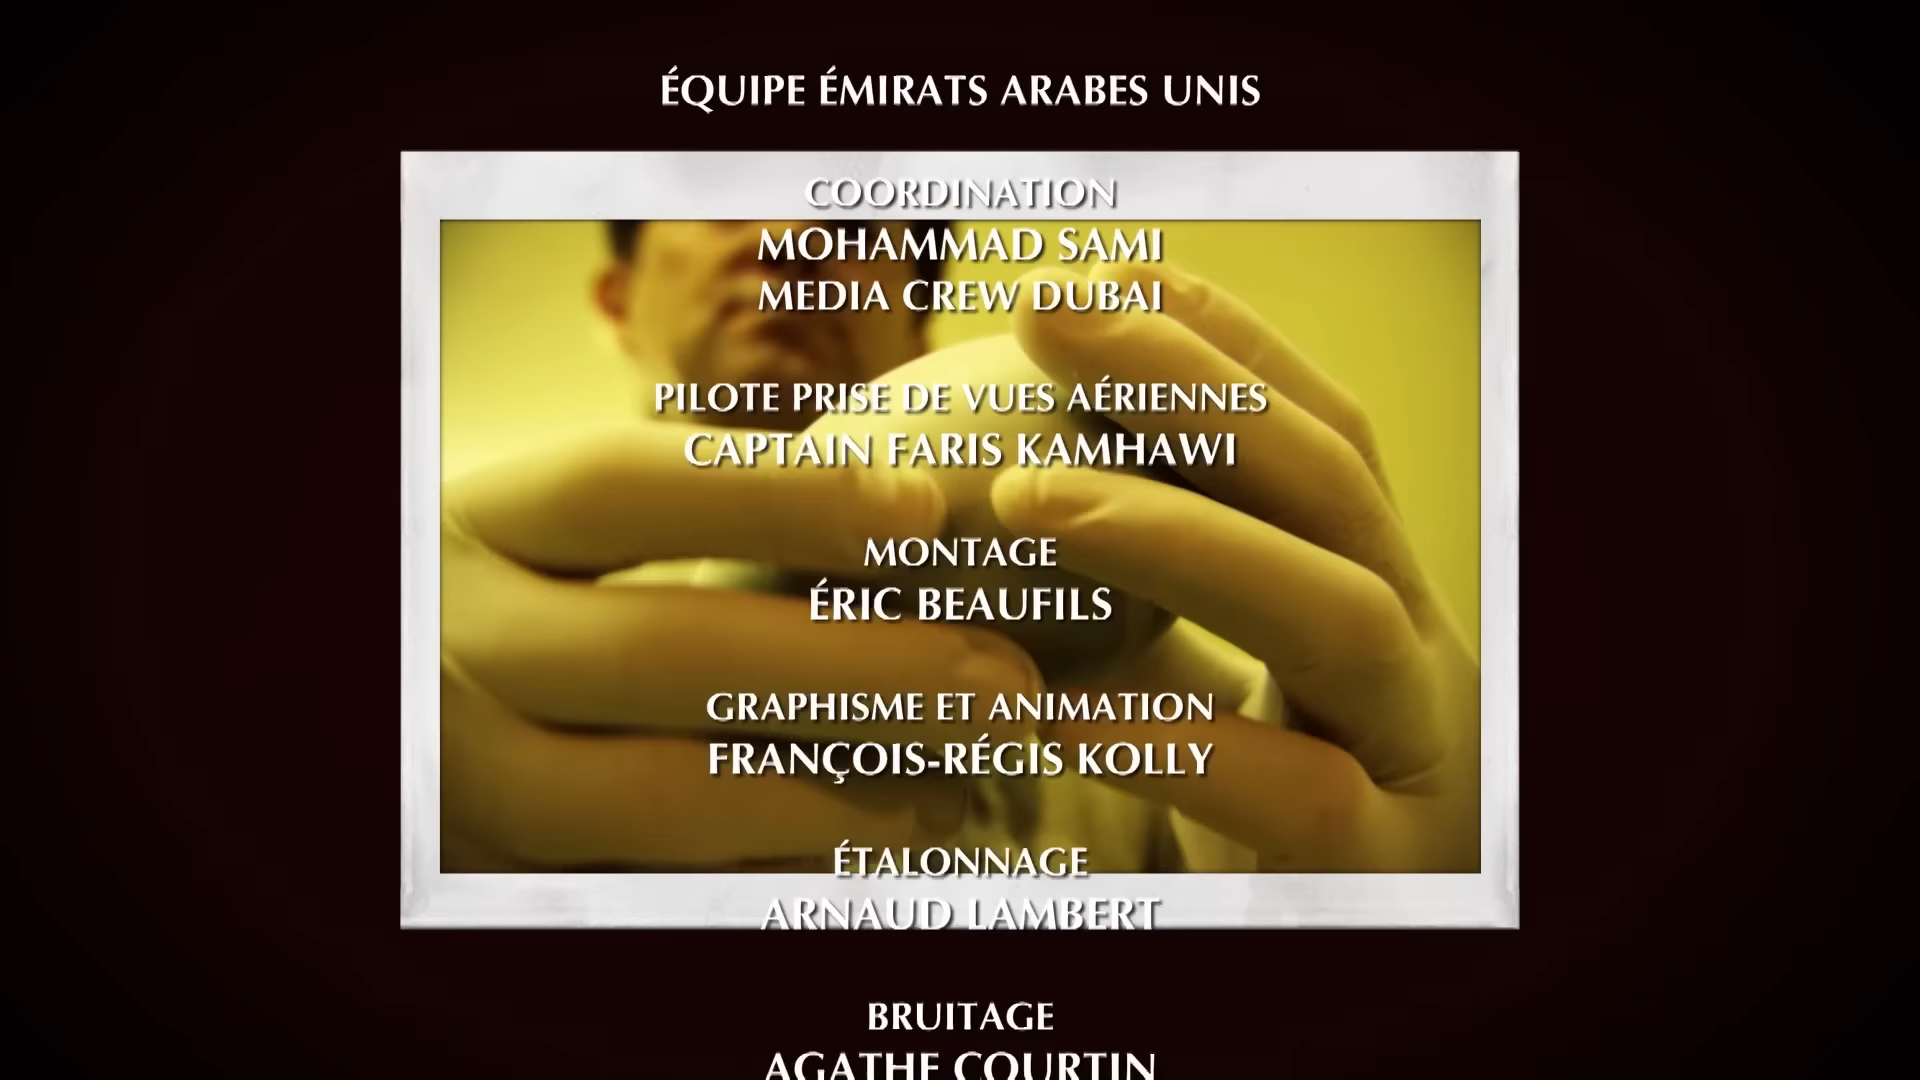 ÉQUIPE ÉMIRATS ARABES UNIS
COORDINATION
MOHAMMAD SAMI
MEDIA CREW DUBAI
PILOTE PRISE DE VUES AÉRIENNES
CAPTAIN FARIS KAMHAWI
MONTAGE
ÉRIC BEAUFILS
GRAPHISME ET ANIMATION
FRANÇOIS-RÉGIS KOLLY
ÉTALONNAGE
ARNAUD LAMBERT
BRUITAGE
AGATHE COURTIN